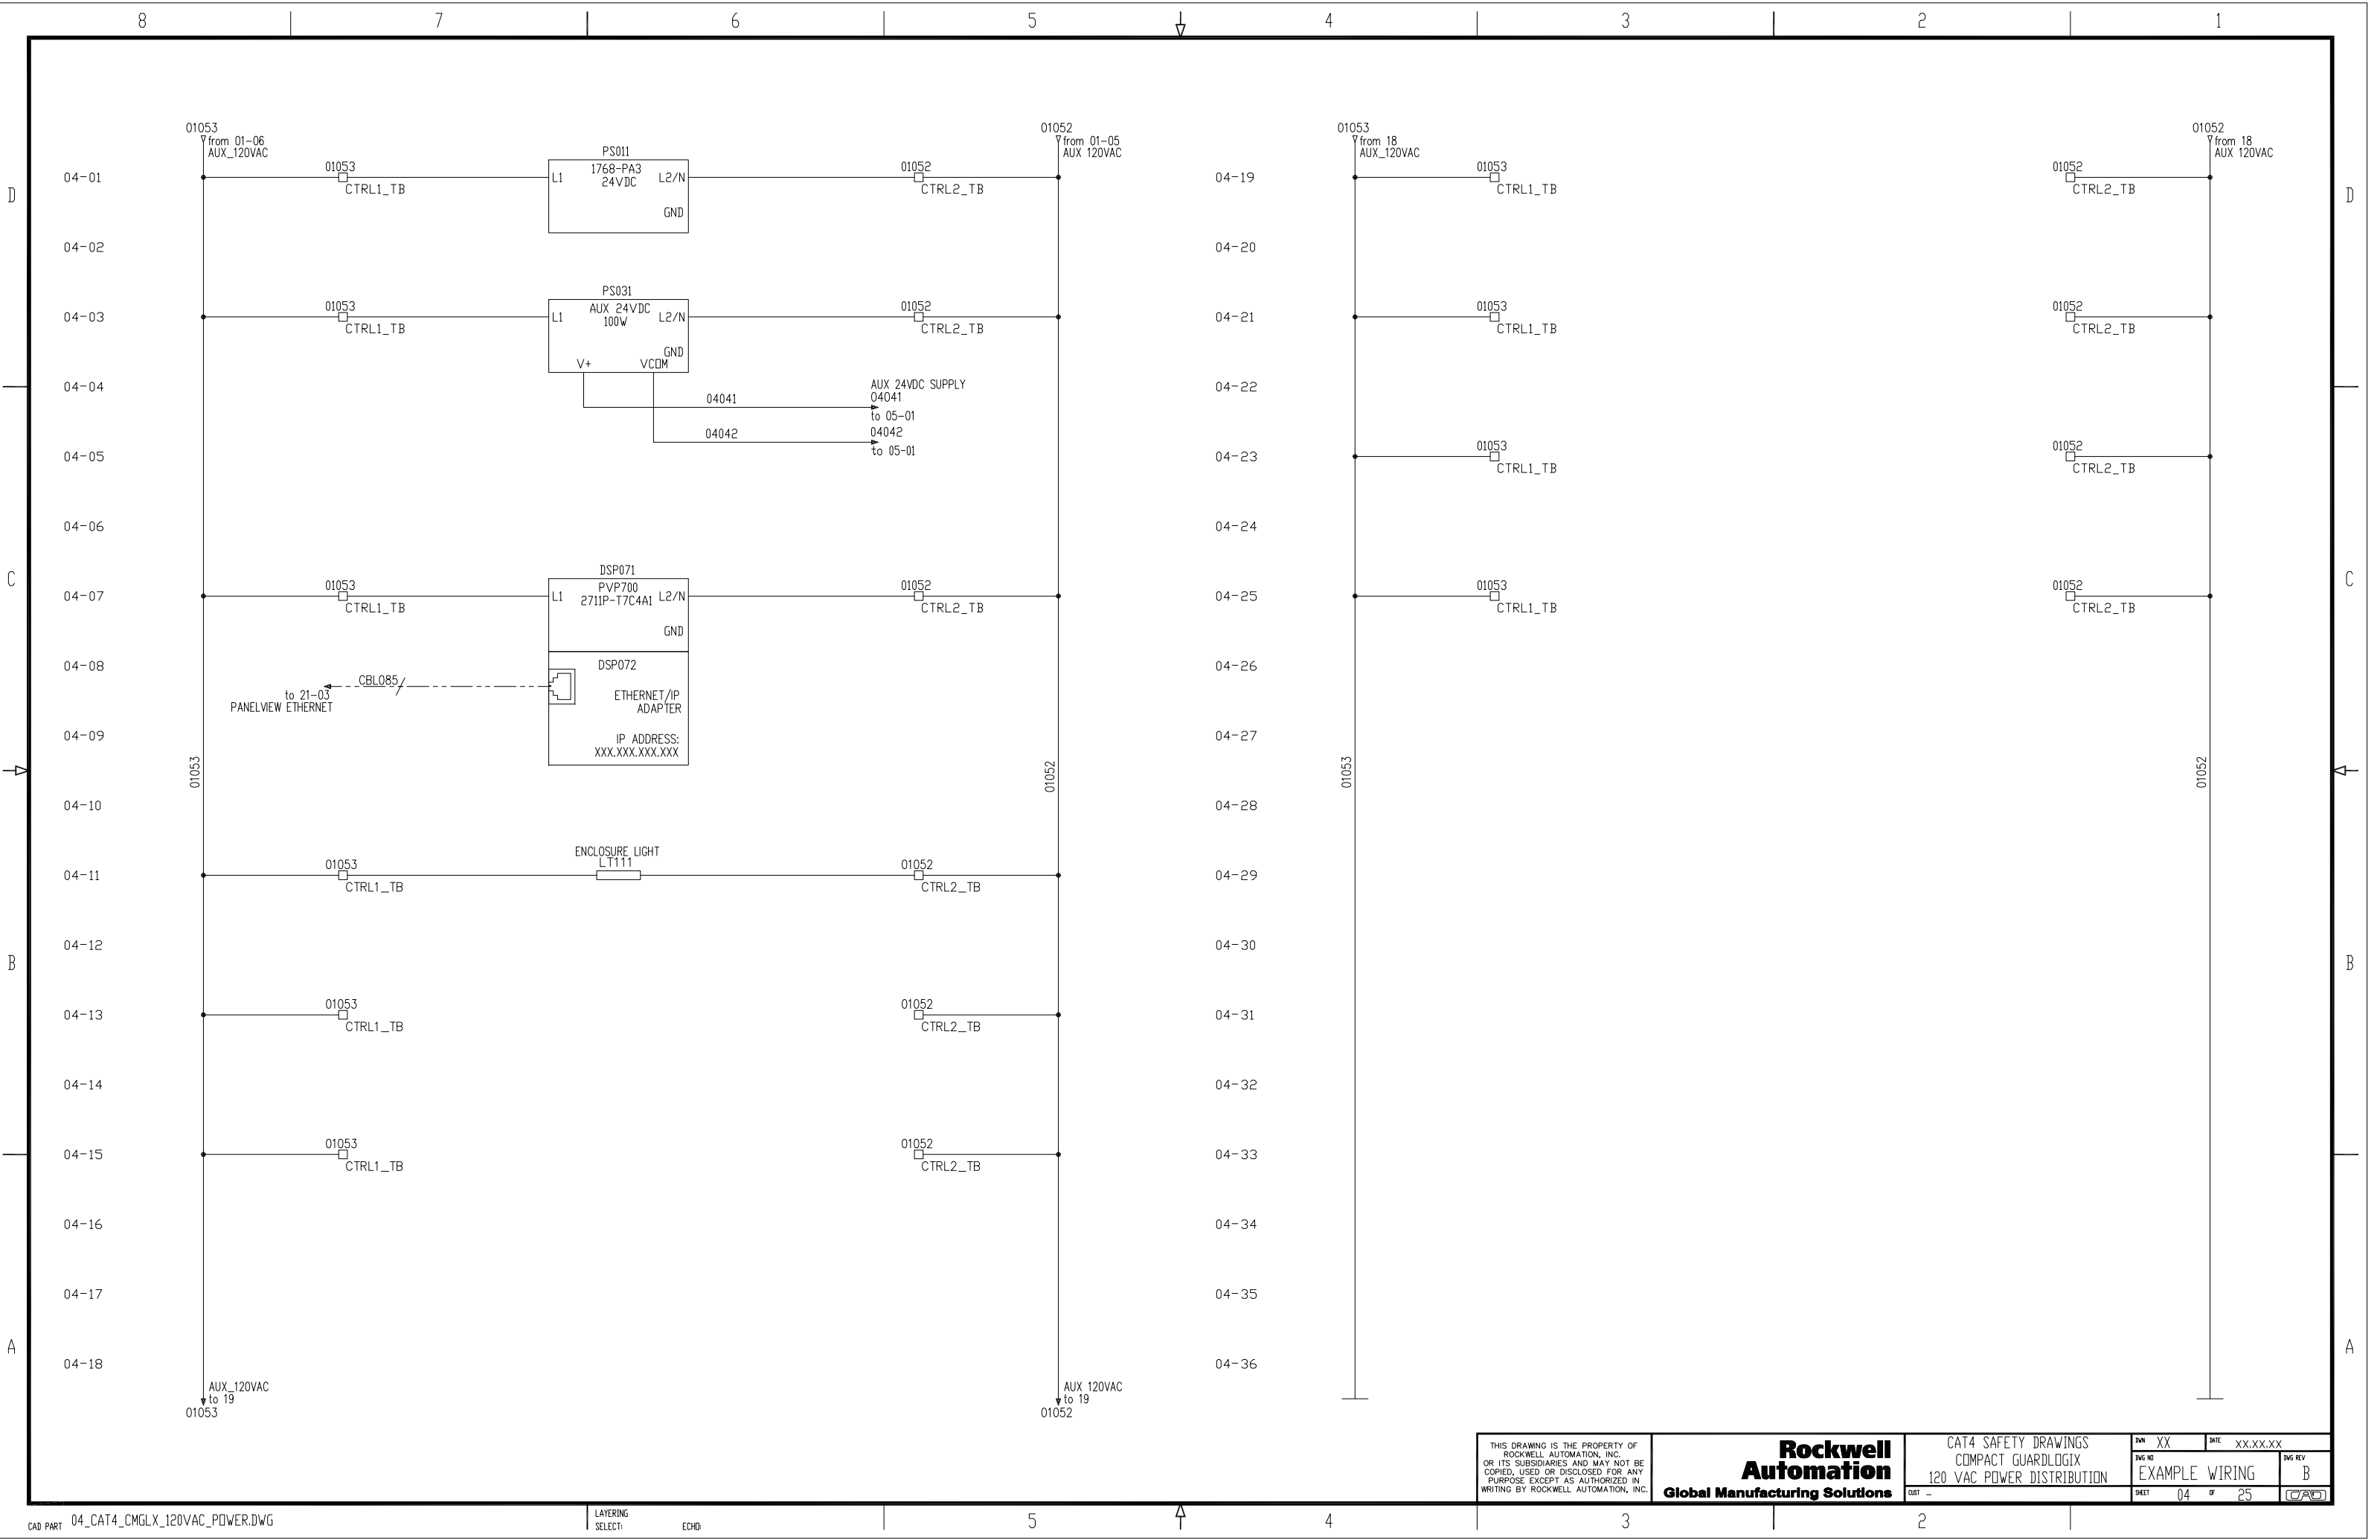 8 7 6 5 4 3 2 1
D
C
B
A
01053
from 01-06
AUX_120VAC
01052
from 01-05
AUX 120VAC
04-01
01053
CTRL1_TB
PS011
1768-PA3
24VDC
L1
L2/N
GND
01052
CTRL2_TB
04-02
04-03
01053
CTRL1_TB
PS031
AUX 24VDC
100W
L1
L2/N
GND
V+
VCOM
01052
CTRL2_TB
04-04
04041
AUX 24VDC SUPPLY
04041
to 05-01
04042
04042
to 05-01
04-05
04-06
04-07
01053
CTRL1_TB
DSP071
PVP700
2711P-T7C4A1
L1
L2/N
GND
01052
CTRL2_TB
04-08
DSP072
CBL085
to 21-03
PANELVIEW ETHERNET
ETHERNET/IP
ADAPTER
04-09
IP ADDRESS:
XXX.XXX.XXX.XXX
01053
01052
04-10
04-11
01053
CTRL1_TB
ENCLOSURE LIGHT
LT111
01052
CTRL2_TB
04-12
04-13
01053
CTRL1_TB
01052
CTRL2_TB
04-14
04-15
01053
CTRL1_TB
01052
CTRL2_TB
04-16
04-17
04-18
AUX_120VAC
to 19
01053
AUX 120VAC
to 19
01052
01053
from 18
AUX_120VAC
01052
from 18
AUX 120VAC
04-19
01053
CTRL1_TB
01052
CTRL2_TB
04-20
04-21
01053
CTRL1_TB
01052
CTRL2_TB
04-22
04-23
01053
CTRL1_TB
01052
CTRL2_TB
04-24
04-25
01053
CTRL1_TB
01052
CTRL2_TB
04-26
04-27
01053
01052
04-28
04-29
04-30
04-31
04-32
04-33
04-34
04-35
04-36
D
C
B
A
THIS DRAWING IS THE PROPERTY OF
ROCKWELL AUTOMATION, INC.
OR ITS SUBSIDIARIES AND MAY NOT BE
COPIED, USED OR DISCLOSED FOR ANY
PURPOSE EXCEPT AS AUTHORIZED IN
WRITING BY ROCKWELL AUTOMATION, INC.
Rockwell
Automation
Global Manufacturing Solutions
CAT4 SAFETY DRAWINGS
COMPACT GUARDLOGIX
120 VAC POWER DISTRIBUTION
CUST -
DWN XX
DATE XX.XX.XX
DWG NO
EXAMPLE WIRING
DWG REV
B
SHEET 04 OF 25
CAD
CAD PART 04_CAT4_CMGLX_120VAC_POWER.DWG
LAYERING
SELECT: ECHO:
5 4 3 2